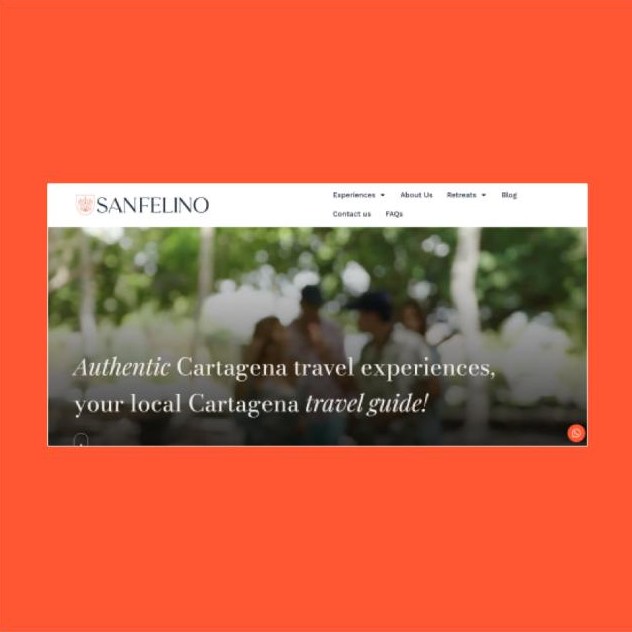 SANFELINO
Experiences About Us Retreats Blog
Contact us FAQs
Authentic Cartagena travel experiences,
your local Cartagena travel guide!